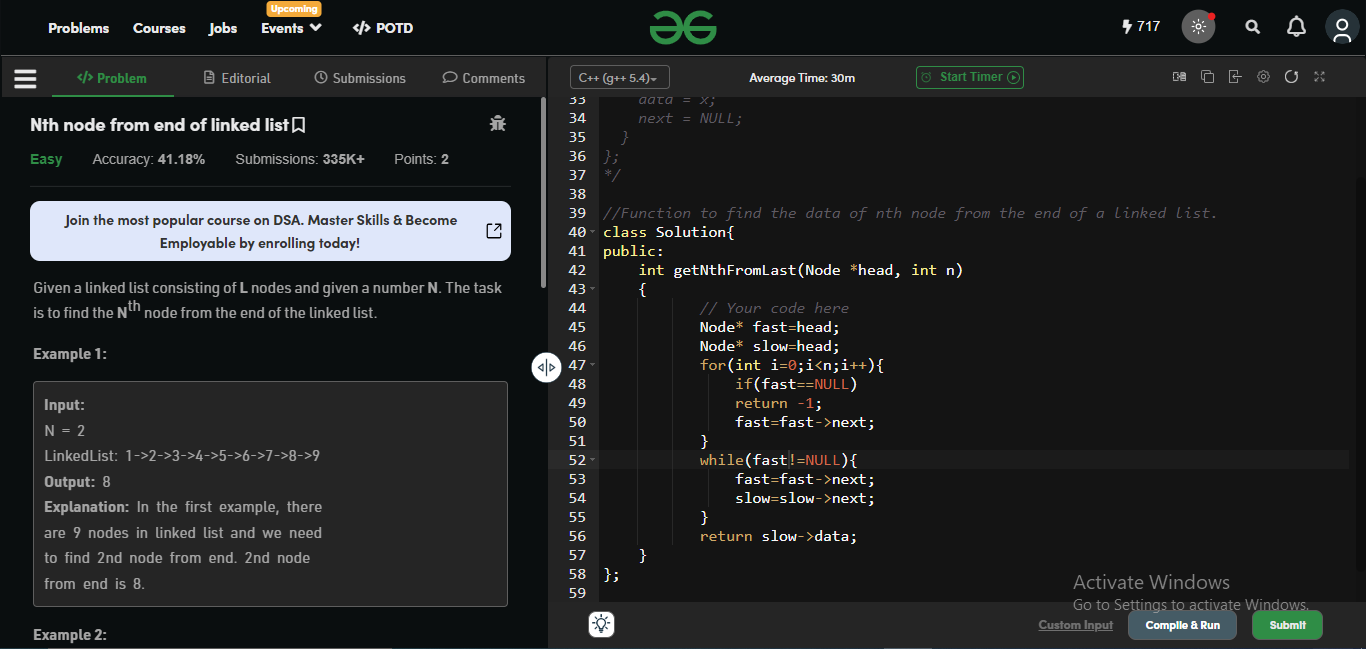 Upcoming
Problems Courses Jobs Events </> POTD
717
</> Problem Editorial Submissions Comments
C++ (g++ 5.4) Average Time: 30m Start Timer
Nth node from end of linked list
Easy Accuracy: 41.18% Submissions: 335K+ Points: 2
Join the most popular course on DSA. Master Skills & Become
Employable by enrolling today!
Given a linked list consisting of L nodes and given a number N. The task
is to find the Nth node from the end of the linked list.
Example 1:
Input:
N = 2
LinkedList: 1->2->3->4->5->6->7->8->9
Output: 8
Explanation: In the first example, there
are 9 nodes in linked list and we need
to find 2nd node from end. 2nd node
from end is 8.
Example 2:
33 data = x;
34 next = NULL;
35 }
36 };
37 */
38
39 //Function to find the data of nth node from the end of a linked list.
40 class Solution{
41 public:
42 int getNthFromLast(Node *head, int n)
43 {
44 // Your code here
45 Node* fast=head;
46 Node* slow=head;
47 for(int i=0;i<n;i++){
48 if(fast==NULL)
49 return -1;
50 fast=fast->next;
51 }
52 while(fast!=NULL){
53 fast=fast->next;
54 slow=slow->next;
55 }
56 return slow->data;
57 }
58 };
59
Activate Windows
Go to Settings to activate Windows.
Custom Input Compile & Run Submit